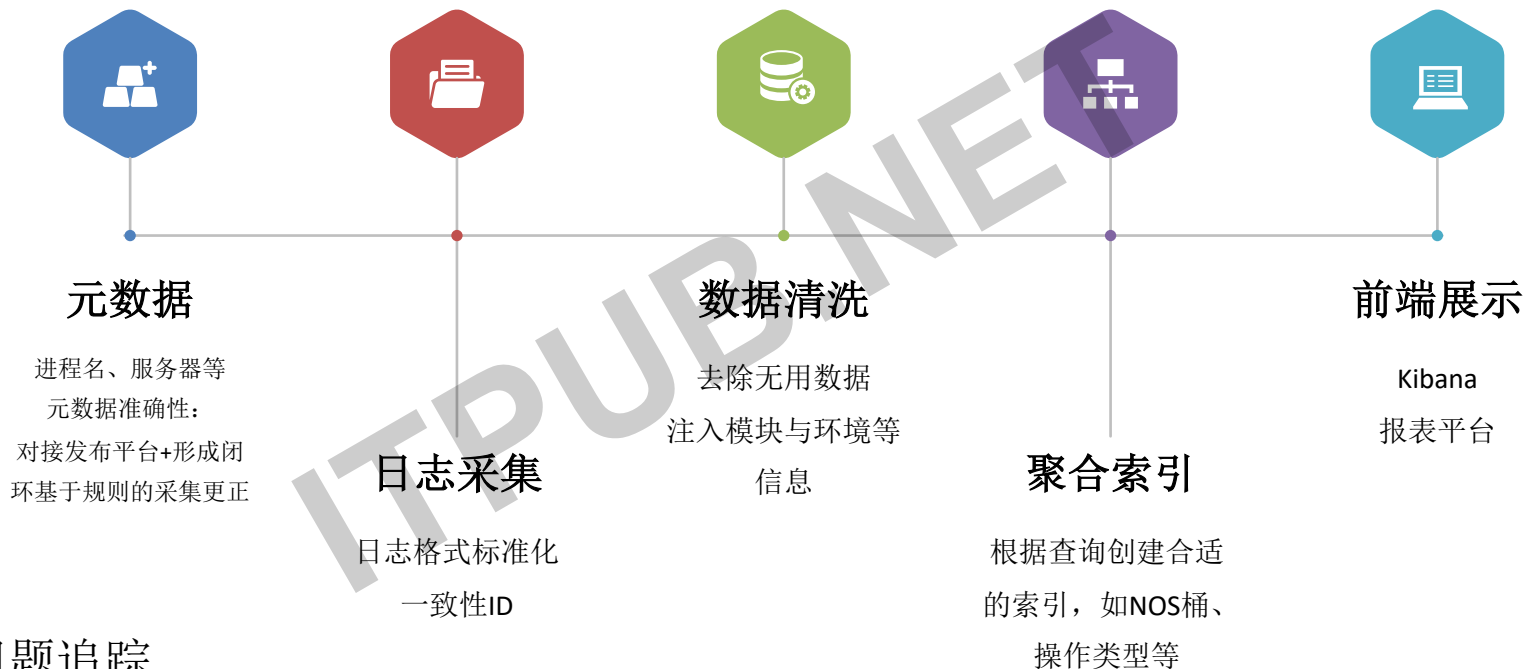 元数据
进程名、服务器等
元数据准确性：
对接发布平台+形成闭
环基于规则的采集更正
日志采集
日志格式标准化
一致性ID
数据清洗
去除无用数据
注入模块与环境等
信息
聚合索引
根据查询创建合适
的索引，如NOS桶、
操作类型等
前端展示
Kibana
报表平台
题追踪
ITPUB.NET